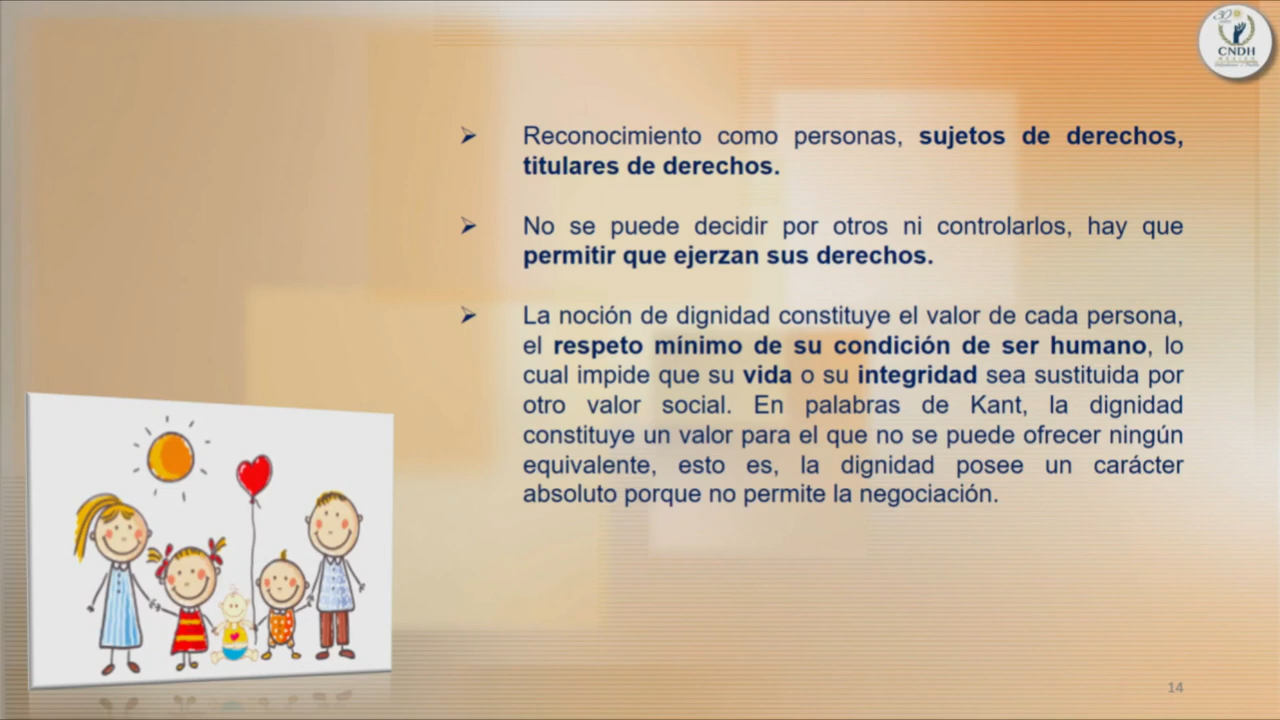 30
CNDH
MÉXICO
Reconocimiento como personas, sujetos de derechos,
titulares de derechos.
No se puede decidir por otros ni controlarlos, hay que
permitir que ejerzan sus derechos.
La noción de dignidad constituye el valor de cada persona,
el respeto mínimo de su condición de ser humano, lo
cual impide que su vida o su integridad sea sustituida por
otro valor social. En palabras de Kant, la dignidad
constituye un valor para el que no se puede ofrecer ningún
equivalente, esto es, la dignidad posee un carácter
absoluto porque no permite la negociación.
14